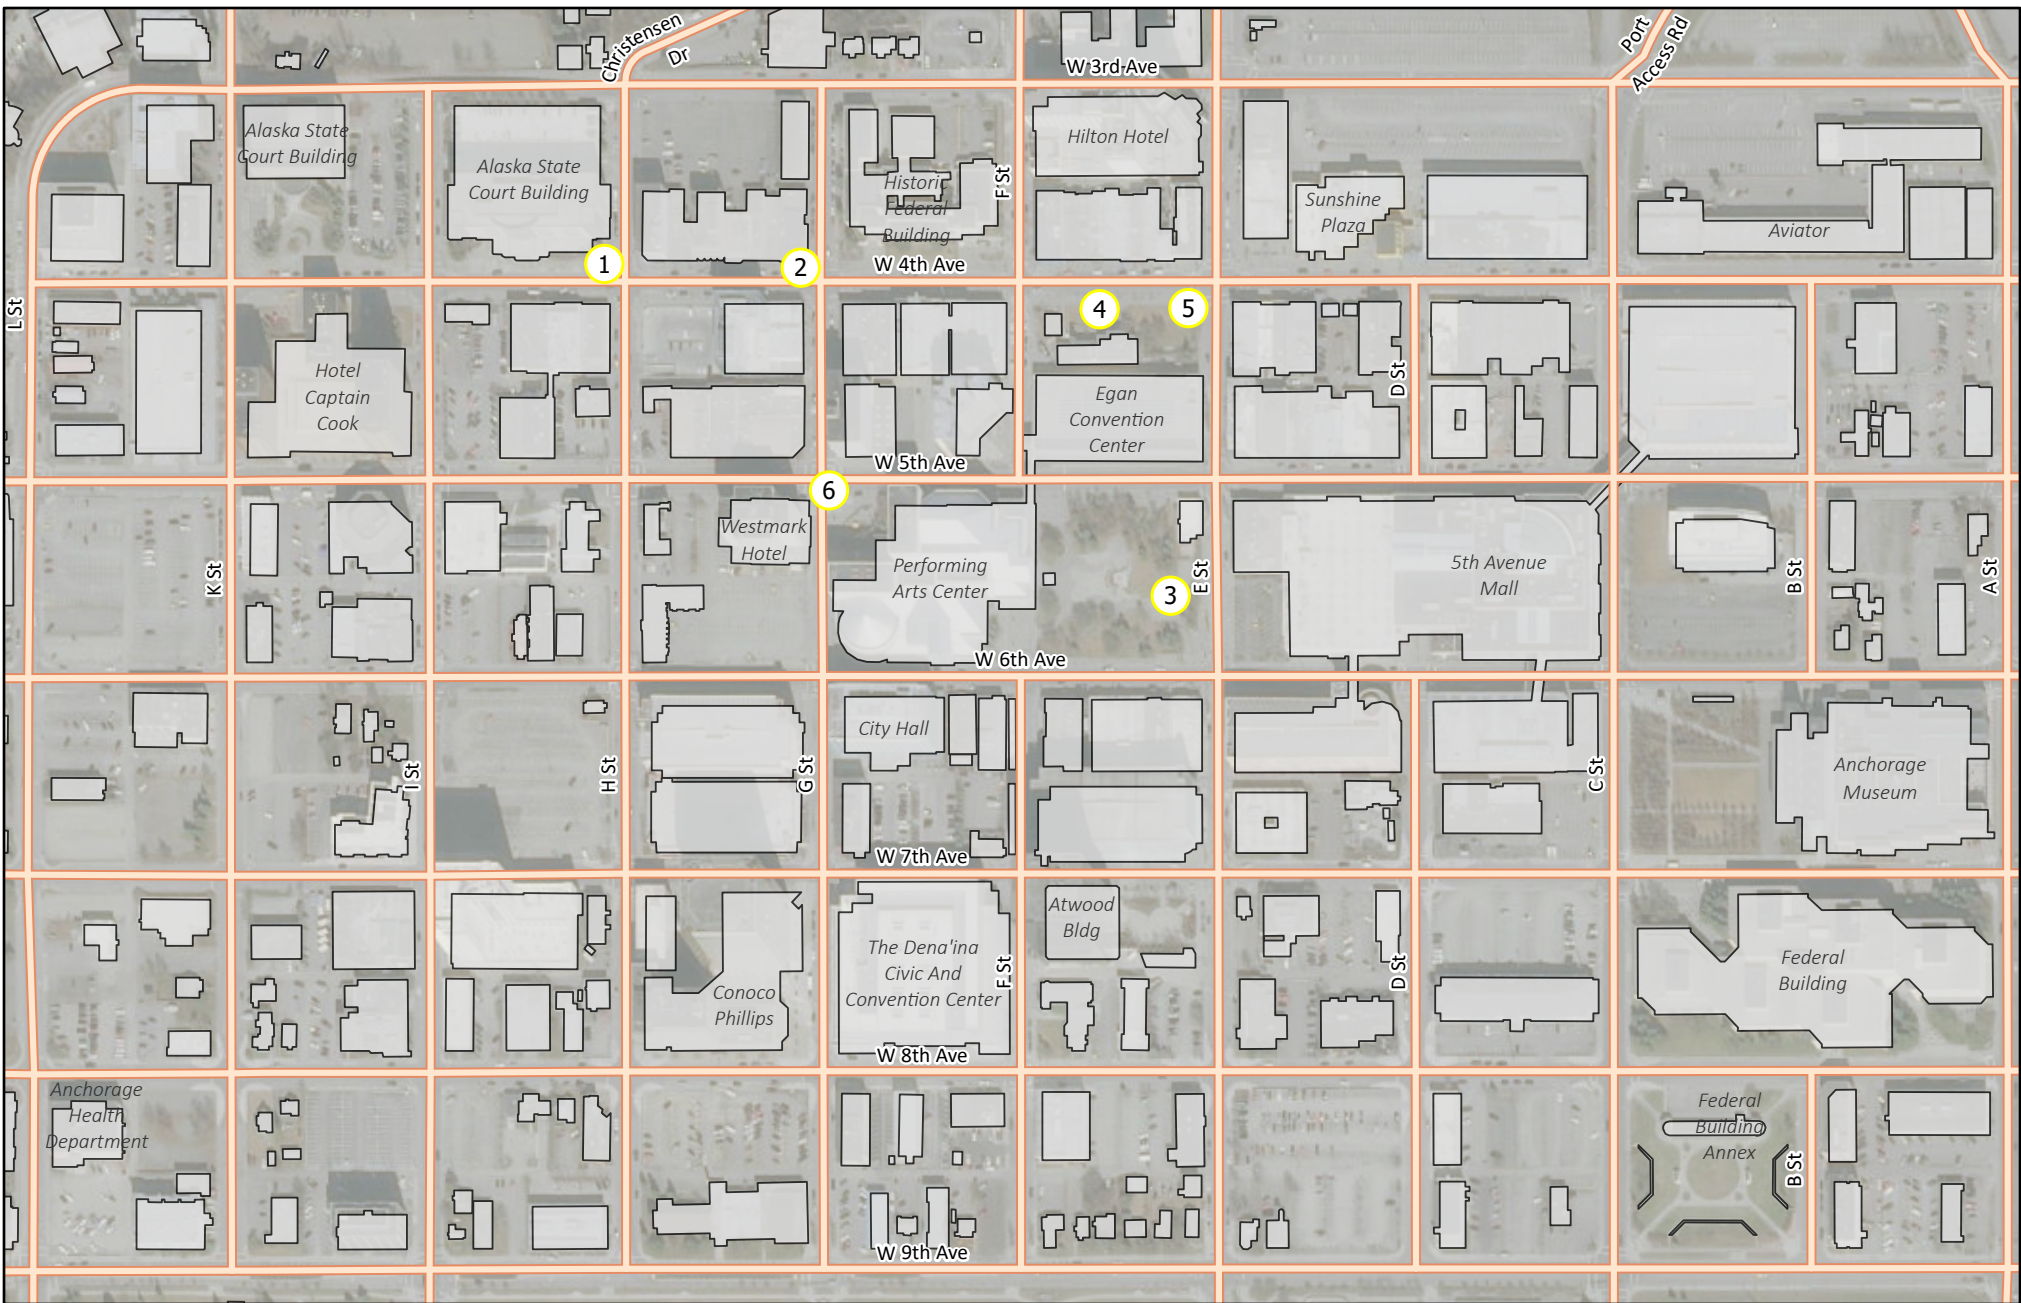 Christensen
Dr
W 3rd Ave
Port
Access Rd
Alaska State
Court Building
Alaska State
Court Building
Historic
Federal
Building
F St
Hilton Hotel
Sunshine
Plaza
Aviator
1
2
W 4th Ave
4
5
L St
Hotel
Captain
Cook
Egan
Convention
Center
D St
W 5th Ave
6
Westmark
Hotel
Performing
Arts Center
3
E St
5th Avenue
Mall
K St
B St
A St
W 6th Ave
City Hall
I St
H St
G St
C St
Anchorage
Museum
W 7th Ave
Atwood
Bldg
The Dena'ina
Civic And
Convention Center
F St
D St
Conoco
Phillips
Federal
Building
W 8th Ave
Anchorage
Health
Department
Federal
Building
Annex
B St
W 9th Ave